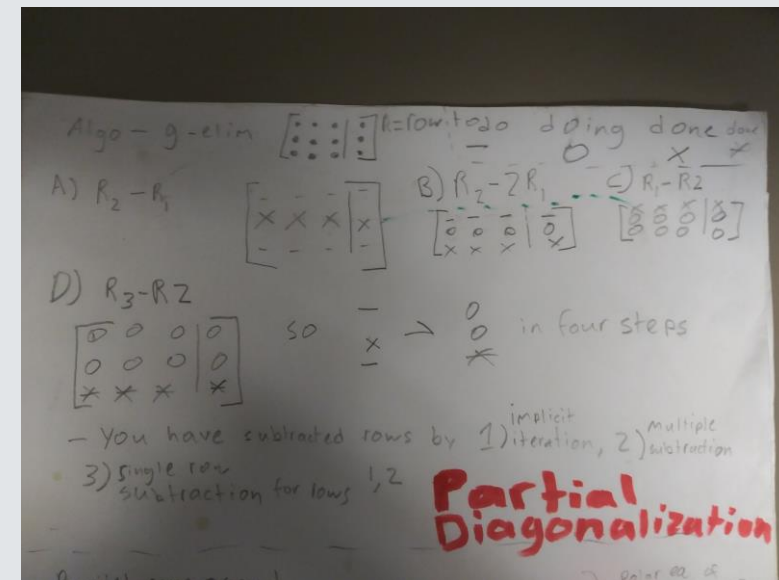 Algo - g-elim [::|:] R=row:todo doing done done
- O X *
A) R2-R1 B) R2-2R1 C) R1-R2
[- - - | -] [- - - | -] [X X X | X]
[X X X | X] [O O O | O] [O O O | O]
[- - - | -] [X X X | X] [O O O | O]
D) R3-R2
[O O O | O] so - > O in four steps
[O O O | O] X O
[* * * | *] - *
- You have subtracted rows by 1) implicit iteration, 2) multiple subtraction
3) single row subtraction for rows 1,2
Partial
Diagonalization